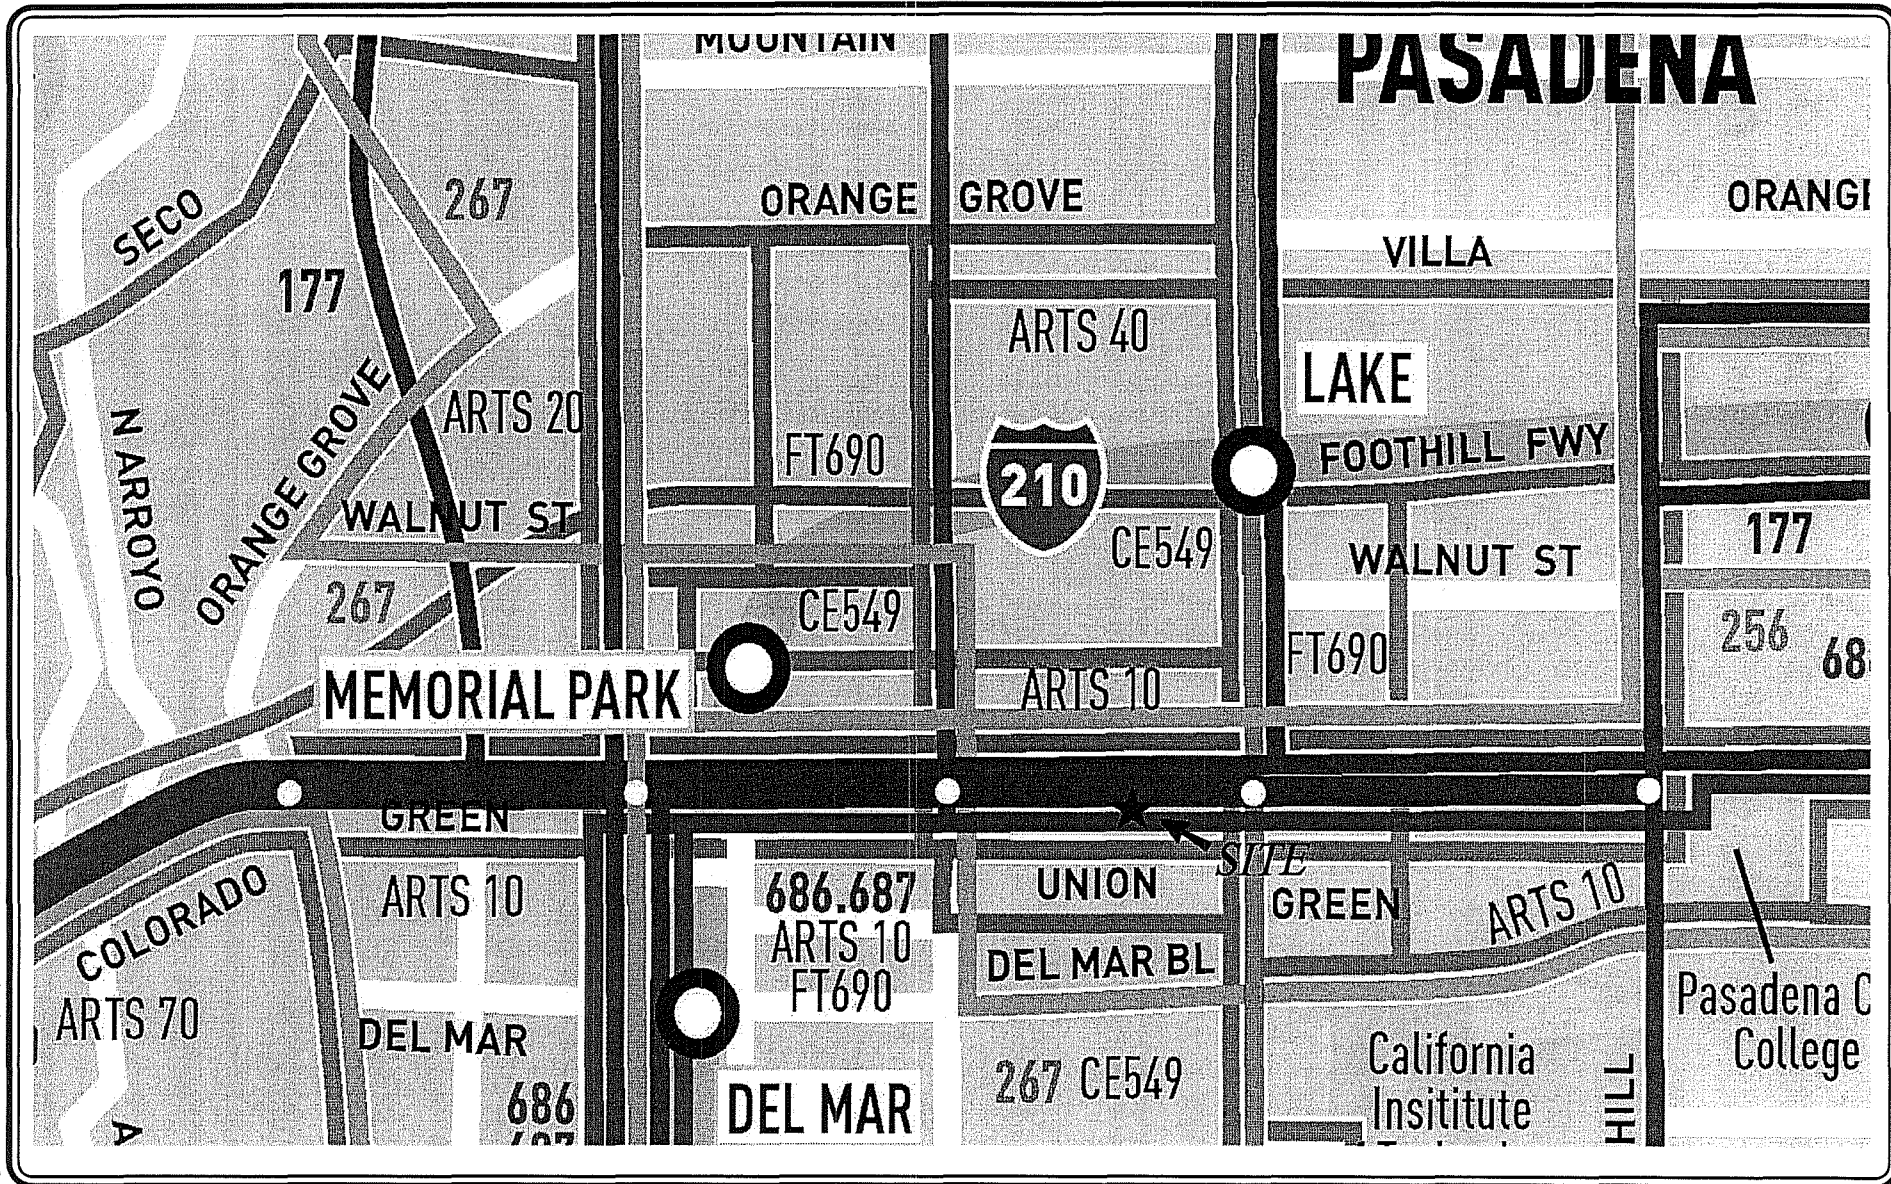 MOUNTAIN
PASADENA
SECO
267
177
ORANGE GROVE
ORANGE
VILLA
ARTS 40
LAKE
ORANGE GROVE
ARTS 20
N ARROYO
FT690
210
FOOTHILL FWY
WALNUT ST
CE549
WALNUT ST
177
267
CE549
FT690
256
68
MEMORIAL PARK
ARTS 10
GREEN
SITE
COLORADO
ARTS 10
686.687
ARTS 10
FT690
UNION
GREEN
ARTS 10
DEL MAR BL
ARTS 70
DEL MAR
686
687
DEL MAR
267 CE549
California
Insititute
HILL
Pasadena C
College
A